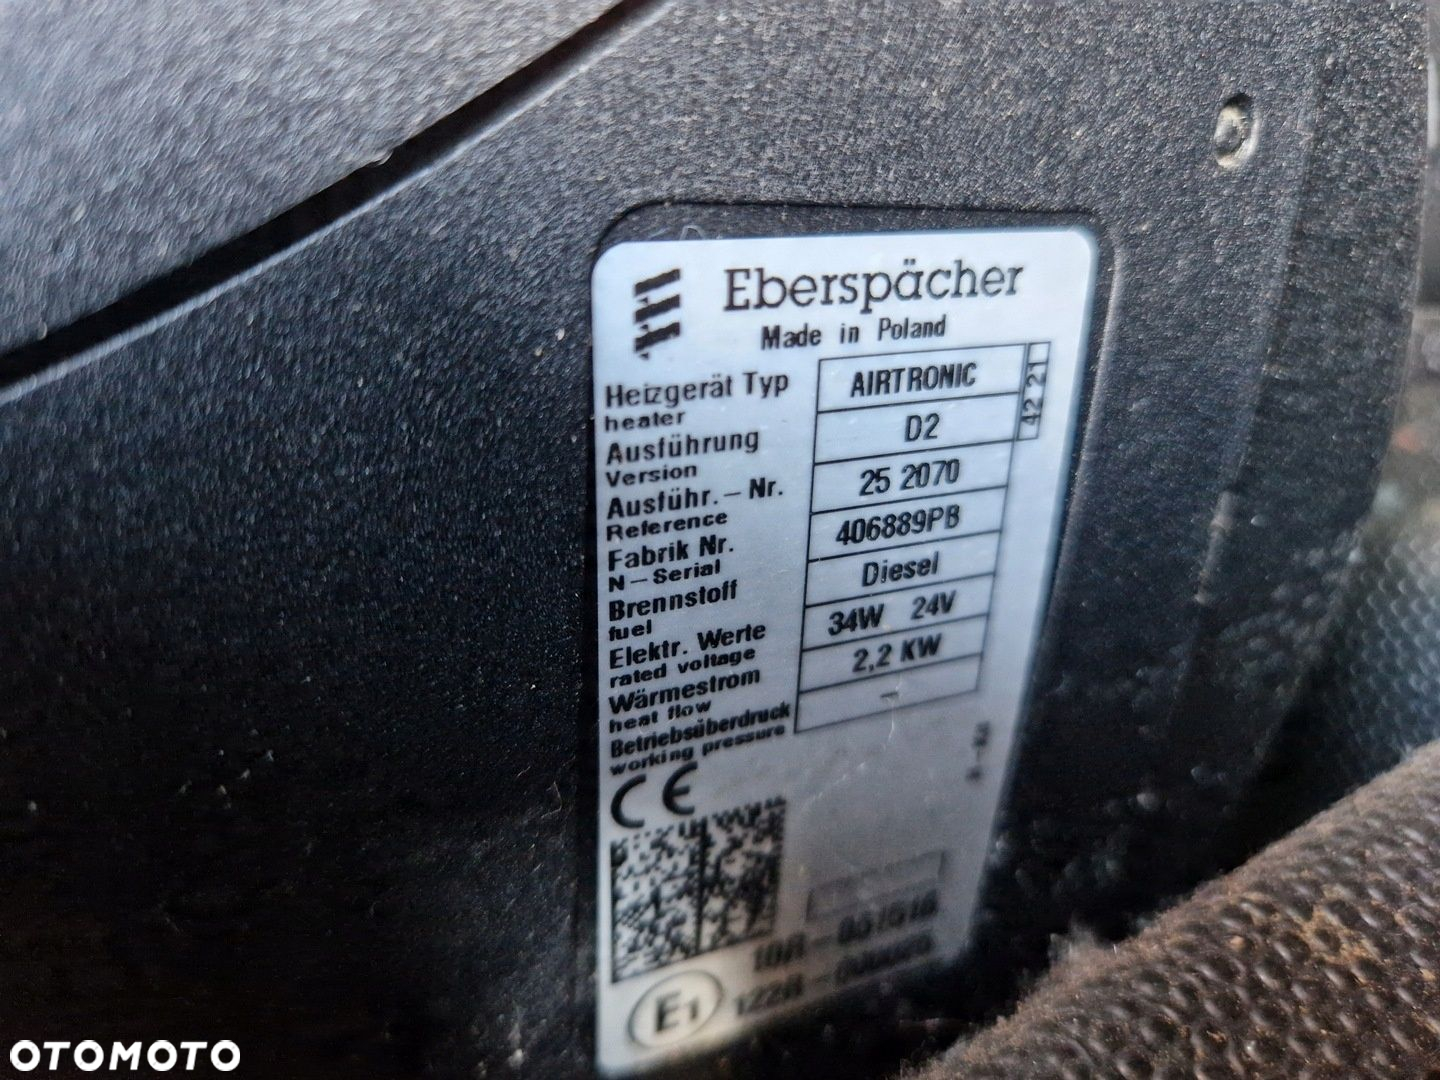 Eberspächer
Made in Poland
Heizgerät Typ AIRTRONIC 42 21
heater
Ausführung D2
Version
Ausführ.-Nr. 25 2070
Reference
Fabrik Nr. 406889PB
N-Serial
Brennstoff Diesel
fuel
Elektr. Werte 34W 24V
rated voltage
Wärmestrom 2,2 KW
heat flow
Betriebsüberdruck -
working pressure
CE
E1
OTOMOTO